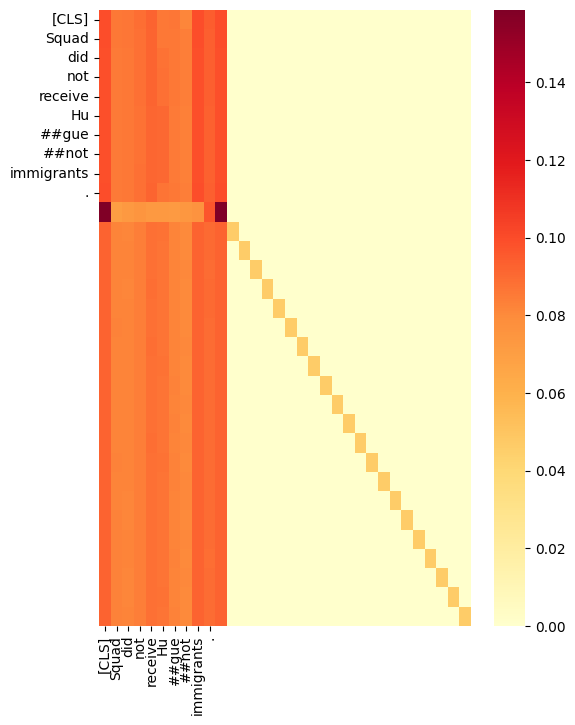 [CLS]
Squad
did
not
receive
Hu
##gue
##not
immigrants
.
0.14
0.12
0.10
0.08
0.06
0.04
0.02
0.00
[CLS]
Squad
did
not
receive
Hu
##gue
##not
immigrants
.